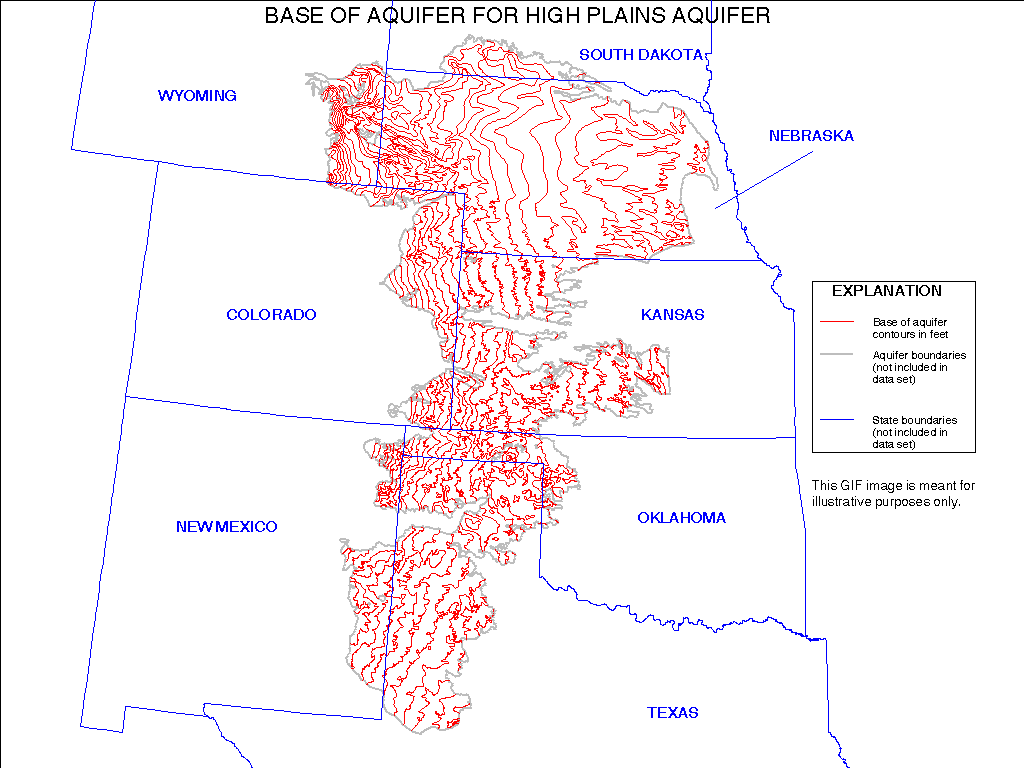 BASE OF AQUIFER FOR HIGH PLAINS AQUIFER
SOUTH DAKOTA
WYOMING
NEBRASKA
COLORADO
KANSAS
EXPLANATION
Base of aquifer
contours in feet
Aquifer boundaries
(not included in
data set)
State boundaries
(not included in
data set)
This GIF image is meant for
illustrative purposes only.
NEW MEXICO
OKLAHOMA
TEXAS